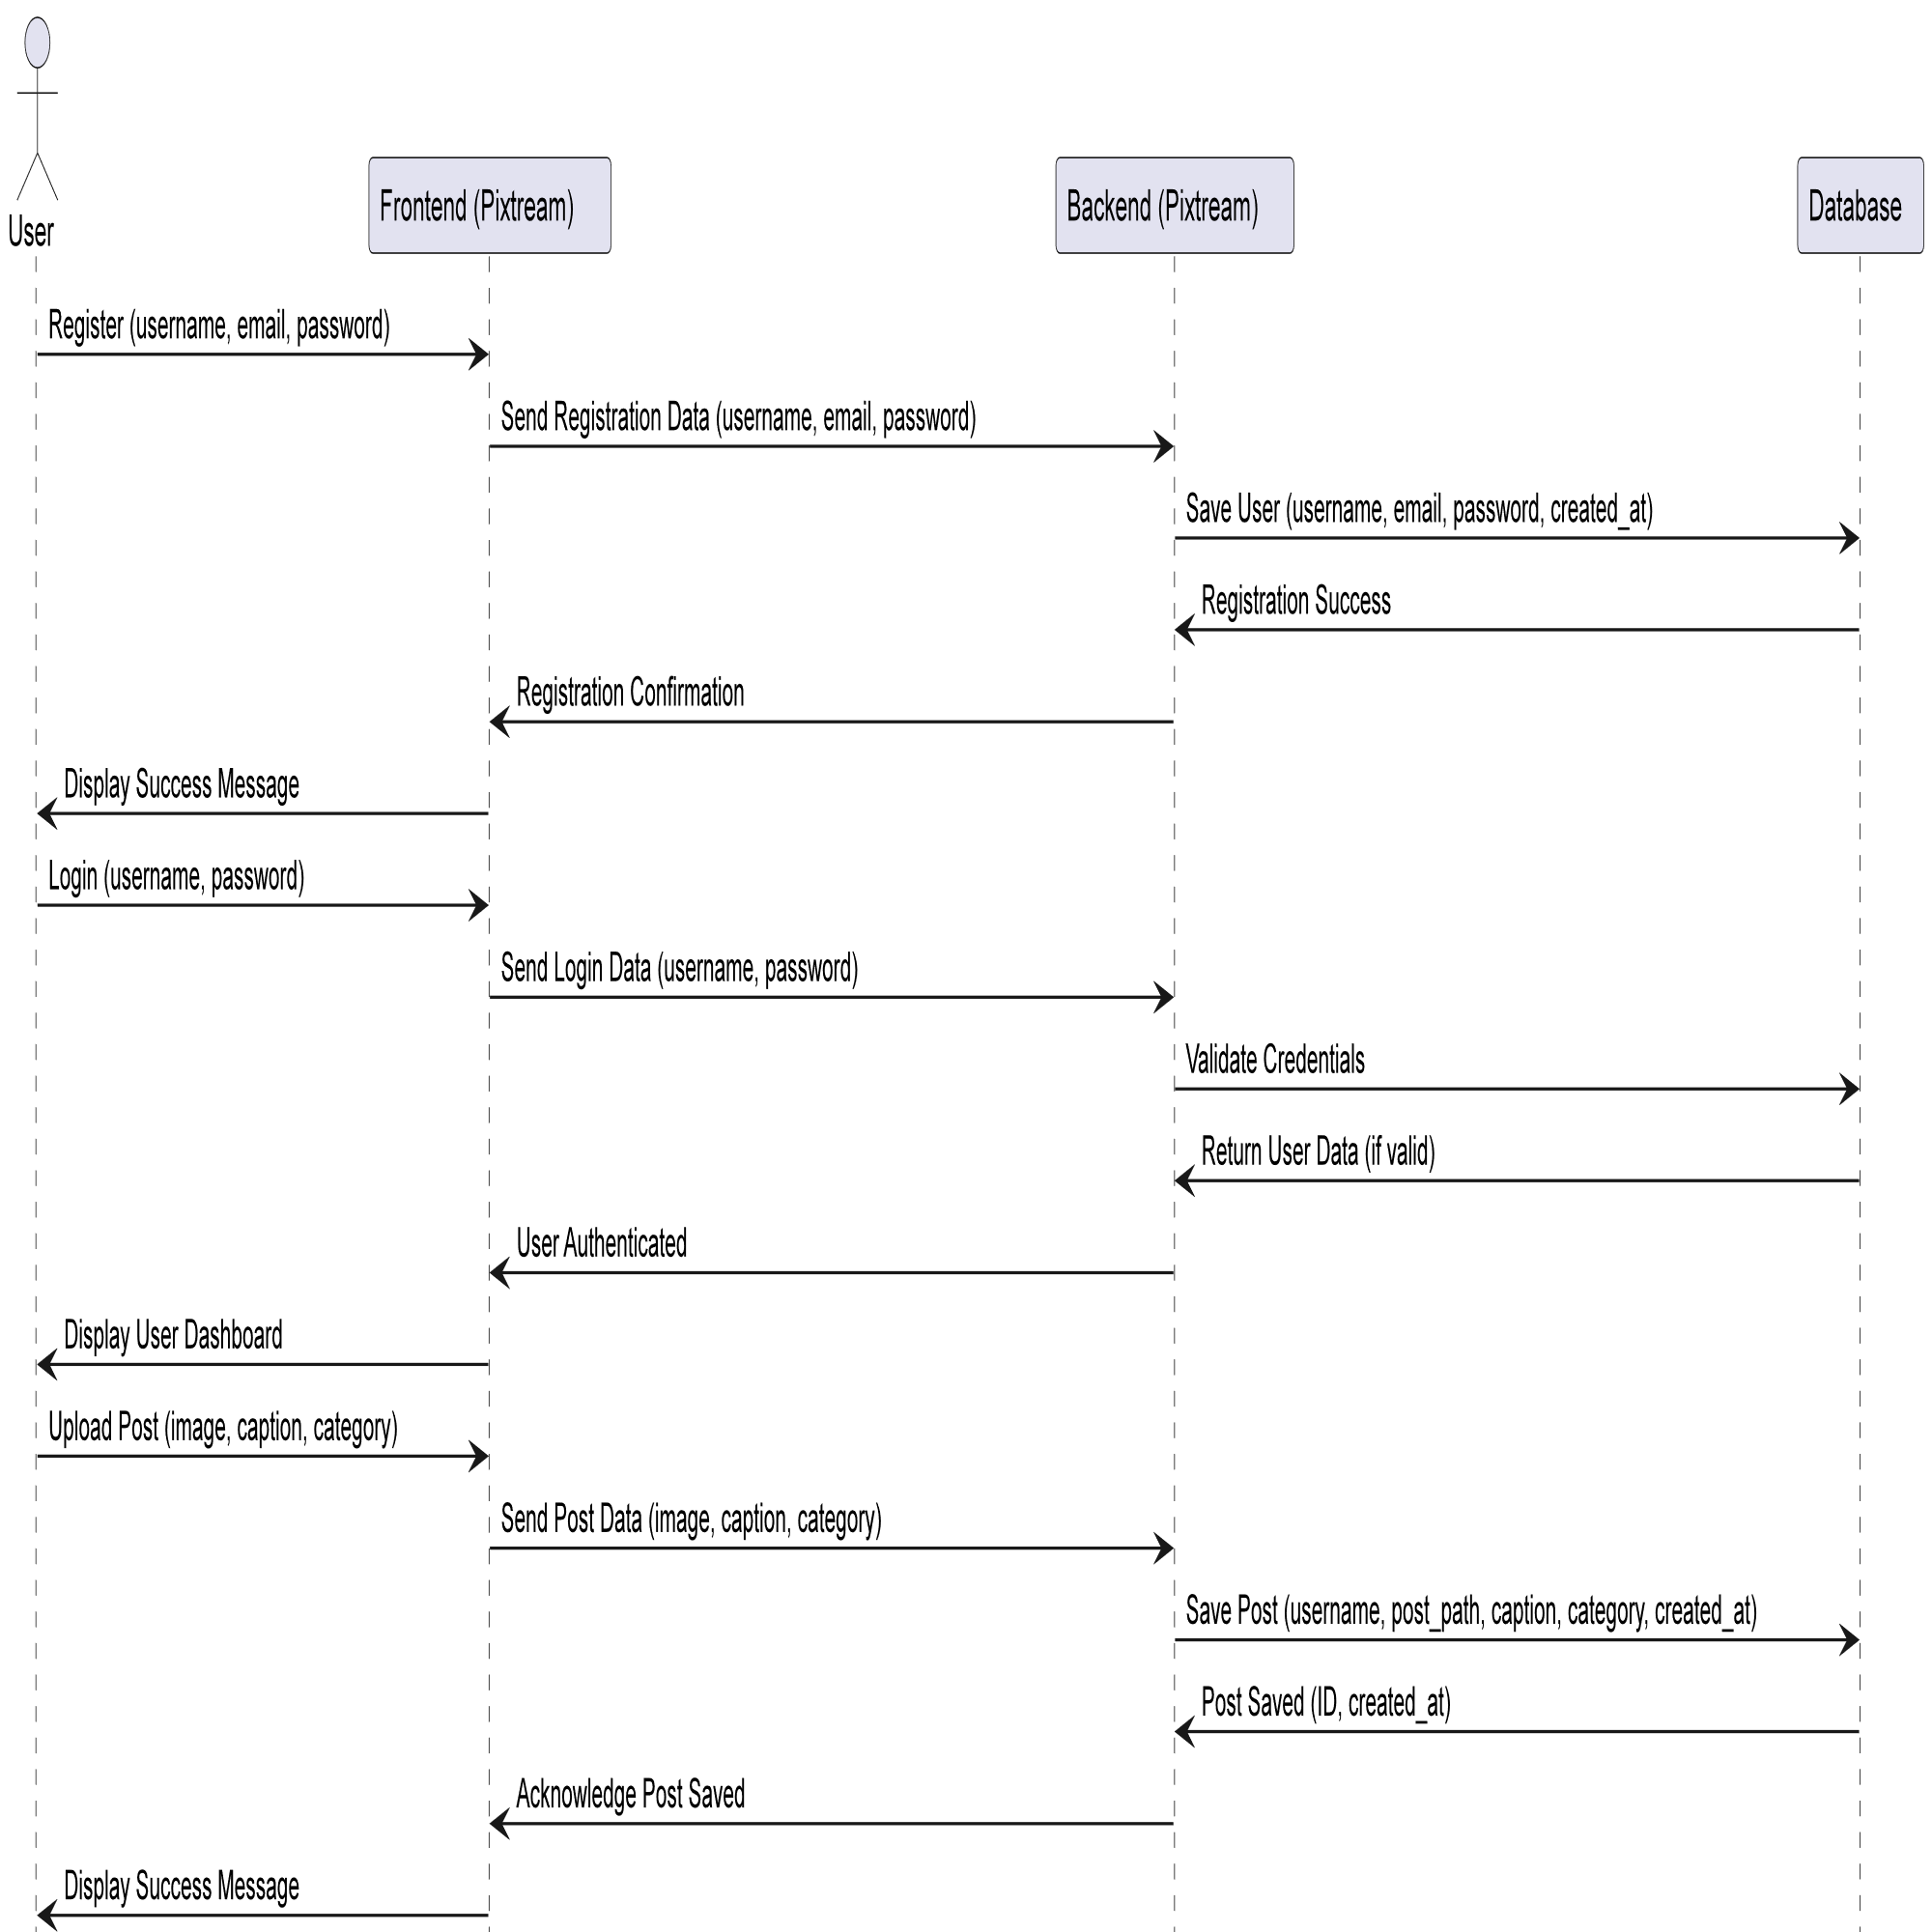 User
Frontend (Pixtream)
Backend (Pixtream)
Database
Register (username, email, password)
Send Registration Data (username, email, password)
Save User (username, email, password, created_at)
Registration Success
Registration Confirmation
Display Success Message
Login (username, password)
Send Login Data (username, password)
Validate Credentials
Return User Data (if valid)
User Authenticated
Display User Dashboard
Upload Post (image, caption, category)
Send Post Data (image, caption, category)
Save Post (username, post_path, caption, category, created_at)
Post Saved (ID, created_at)
Acknowledge Post Saved
Display Success Message